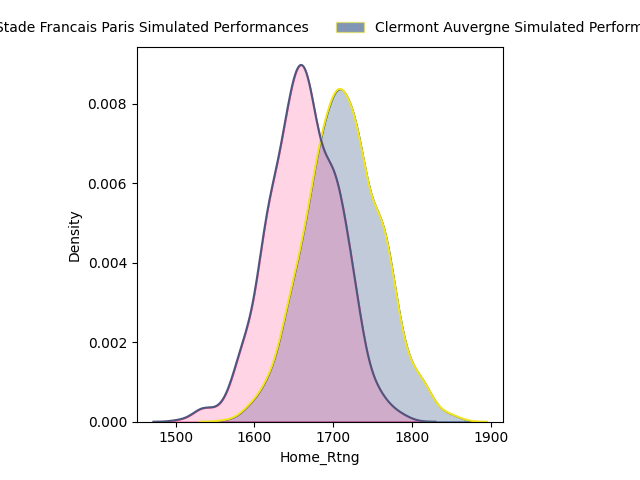 Stade Francais Paris Simulated Performances Clermont Auvergne Simulated
0.008
0.006
Density
0.004
0.002
0.000
1500 1600 1700 1800 1900
Home_Rtng